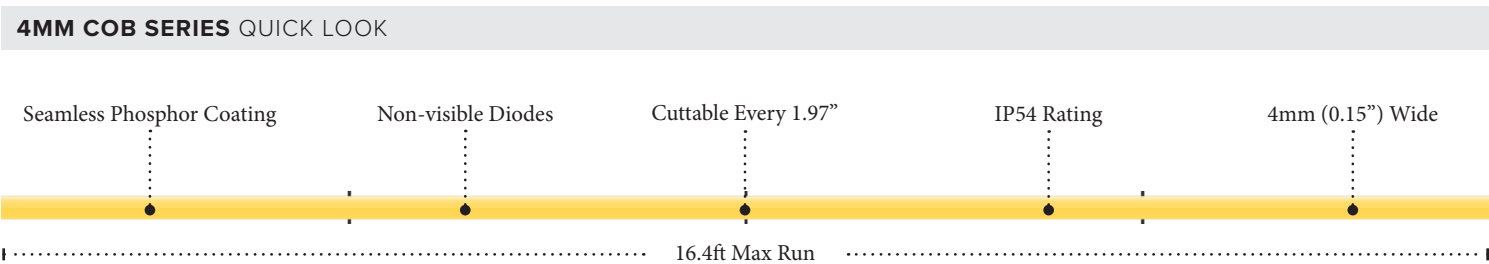 4MM COB SERIES QUICK LOOK
Seamless Phosphor Coating
Non-visible Diodes
Cuttable Every 1.97”
IP54 Rating
4mm (0.15”) Wide
16.4ft Max Run